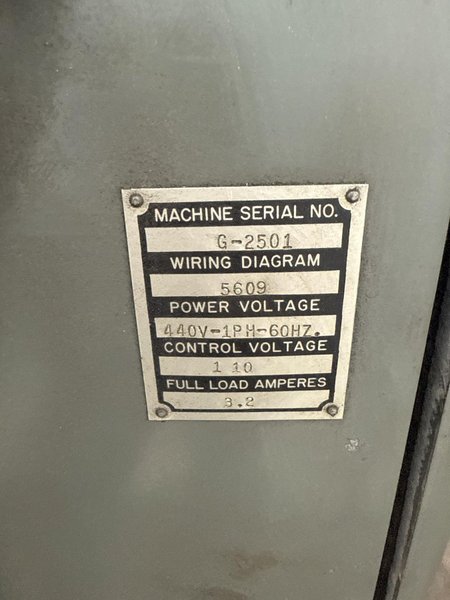 MACHINE SERIAL NO.
G-2501
WIRING DIAGRAM
5609
POWER VOLTAGE
440V-1PH-60HZ.
CONTROL VOLTAGE
1 10
FULL LOAD AMPERES
3.2